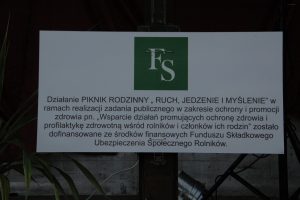 FS
Działanie PIKNIK RODZINNY „ RUCH, JEDZENIE I MYŚLENIE" w
ramach realizacji zadania publicznego w zakresie ochrony i promocji
zdrowia pn. „Wsparcie działań promujących ochronę zdrowia i
profilaktykę zdrowotną wśród rolników i członków ich rodzin" zostało
dofinansowane ze środków finansowych Funduszu Składkowego
Ubezpieczenia Społecznego Rolników.